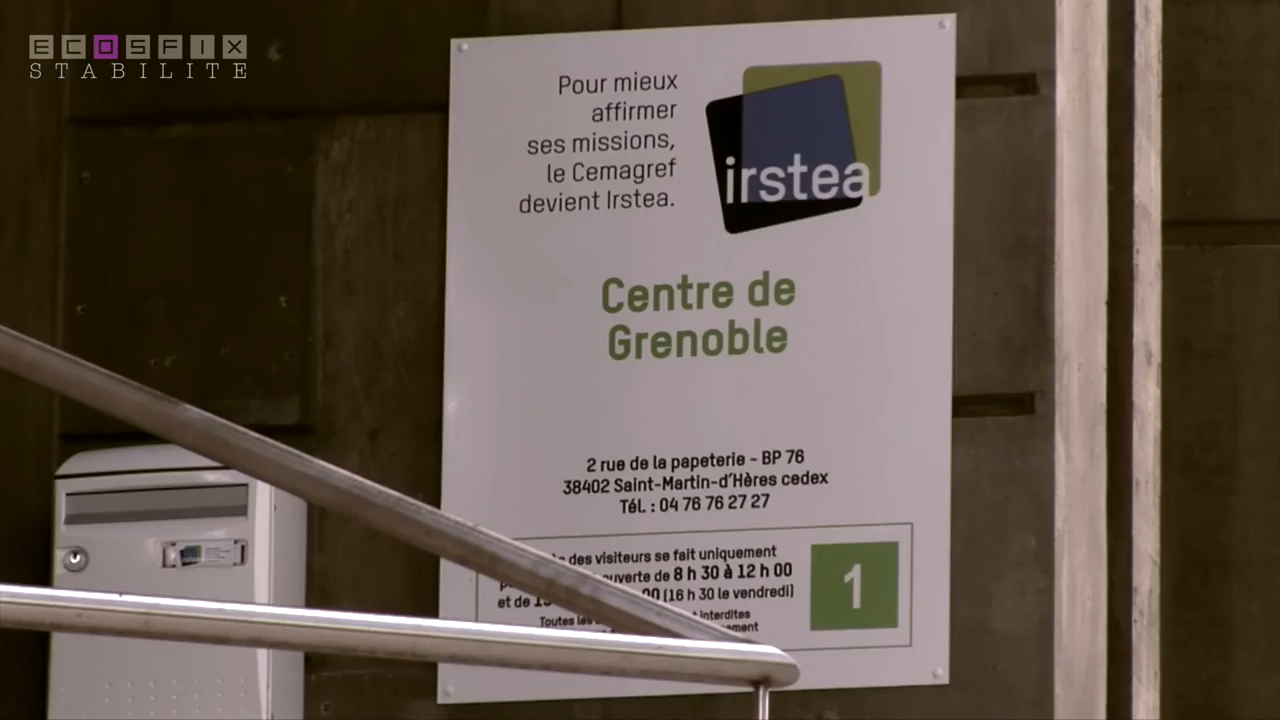 ECOSFIX
STABILITE
Pour mieux
affirmer
ses missions,
le Cemagref
devient Irstea.
irstea
Centre de
Grenoble
2 rue de la papeterie - BP 76
38402 Saint-Martin-d'Hères cedex
Tél. : 04 76 76 27 27
des visiteurs se fait uniquement
de 8 h 30 à 12 h 00
et de (16 h 30 le vendredi)
Toutes les interdites
1